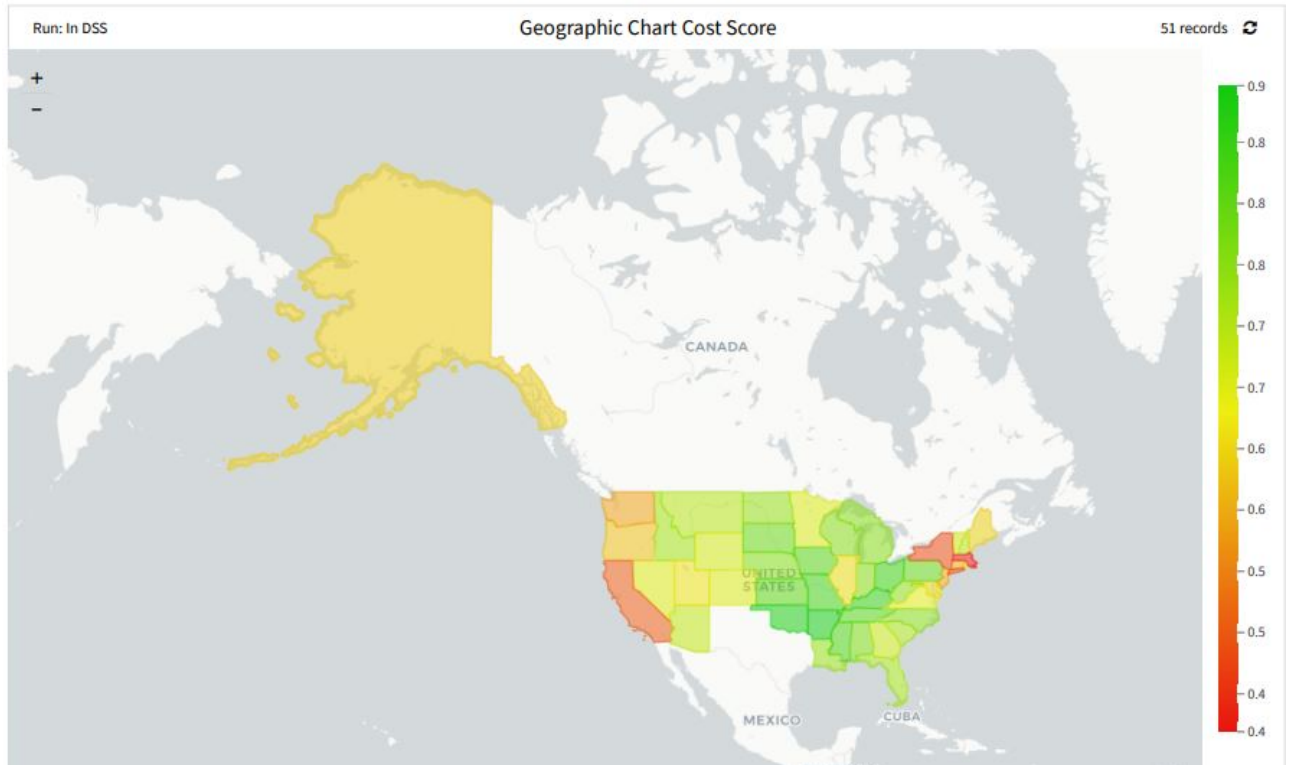 Run: In DSS
Geographic Chart Cost Score
51 records
+
−
CANADA
UNITED
STATES
MEXICO
CUBA
0.9
0.8
0.8
0.8
0.7
0.7
0.6
0.6
0.5
0.5
0.4
0.4